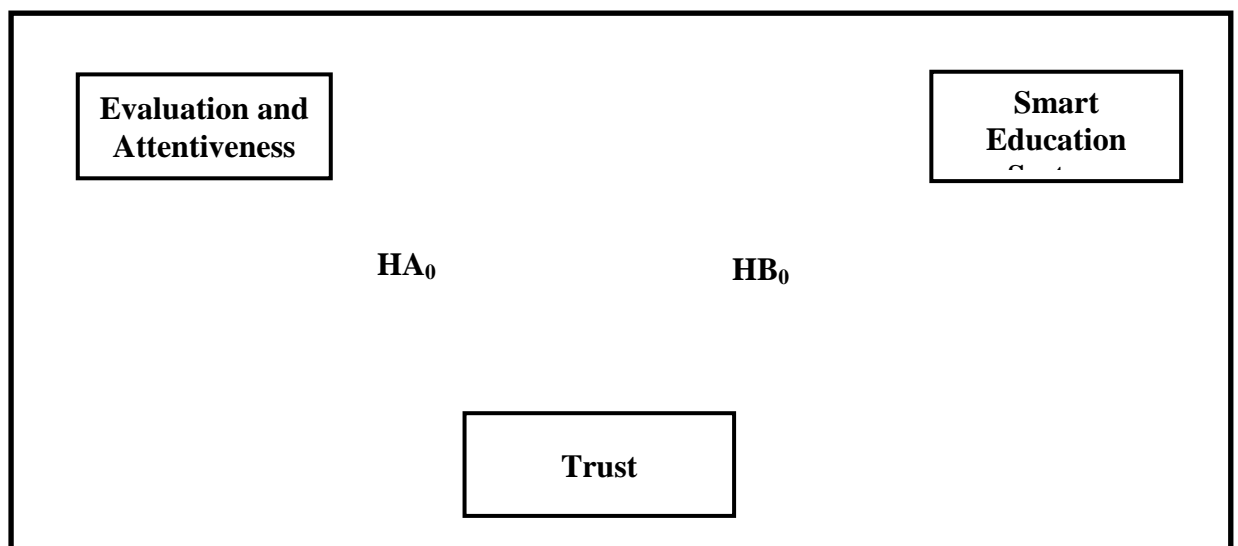 Evaluation and
Attentiveness
Smart
Education
HA₀
HB₀
Trust